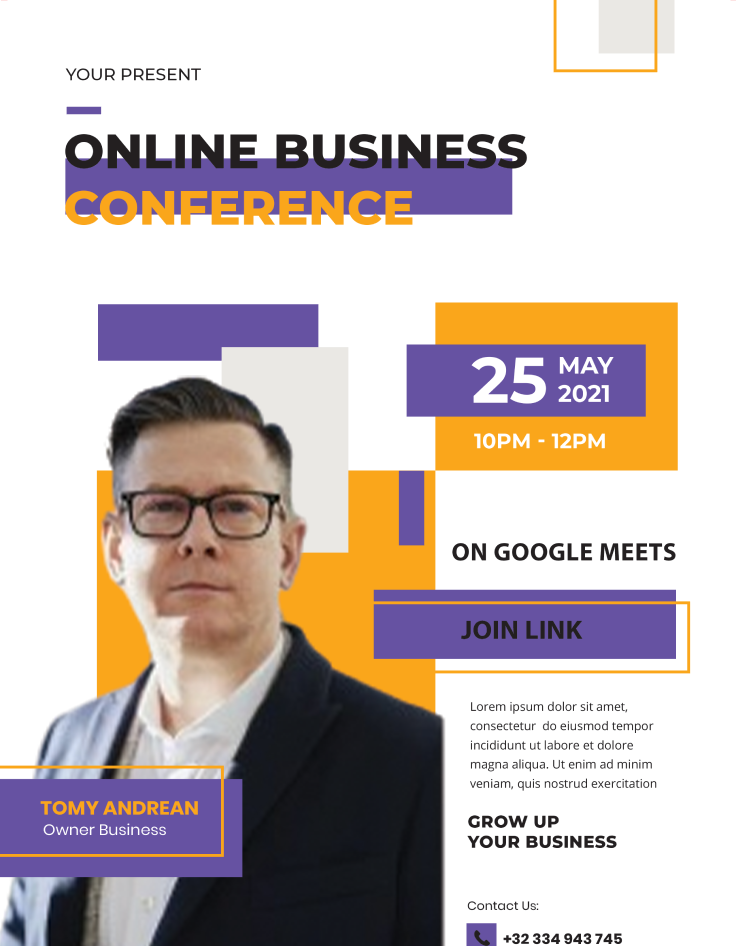 YOUR PRESENT
ONLINE BUSINESS
CONFERENCE
25 MAY
2021
10PM - 12PM
ON GOOGLE MEETS
JOIN LINK
Lorem ipsum dolor sit amet,
consectetur do eiusmod tempor
incididunt ut labore et dolore
magna aliqua. Ut enim ad minim
veniam, quis nostrud exercitation
TOMY ANDREAN
Owner Business
GROW UP
YOUR BUSINESS
Contact Us:
+32 334 943 745